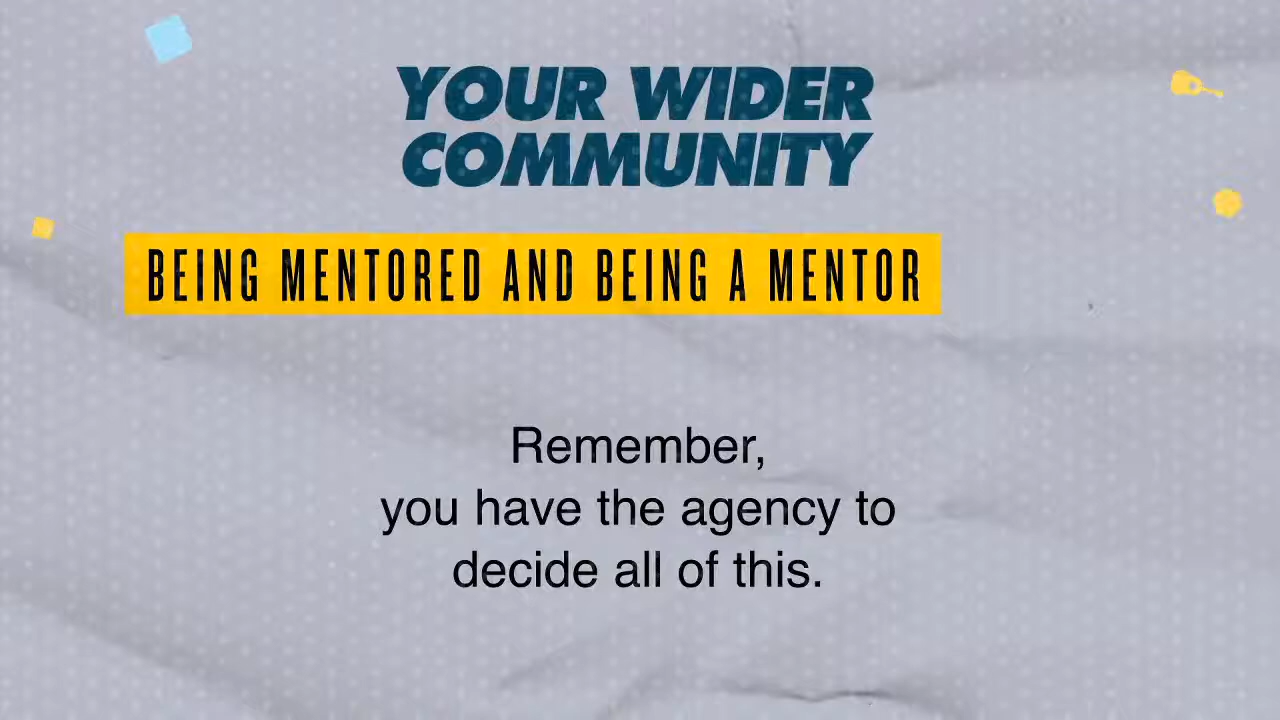 YOUR WIDER
COMMUNITY
BEING MENTORED AND BEING A MENTOR
Remember,
you have the agency to
decide all of this.